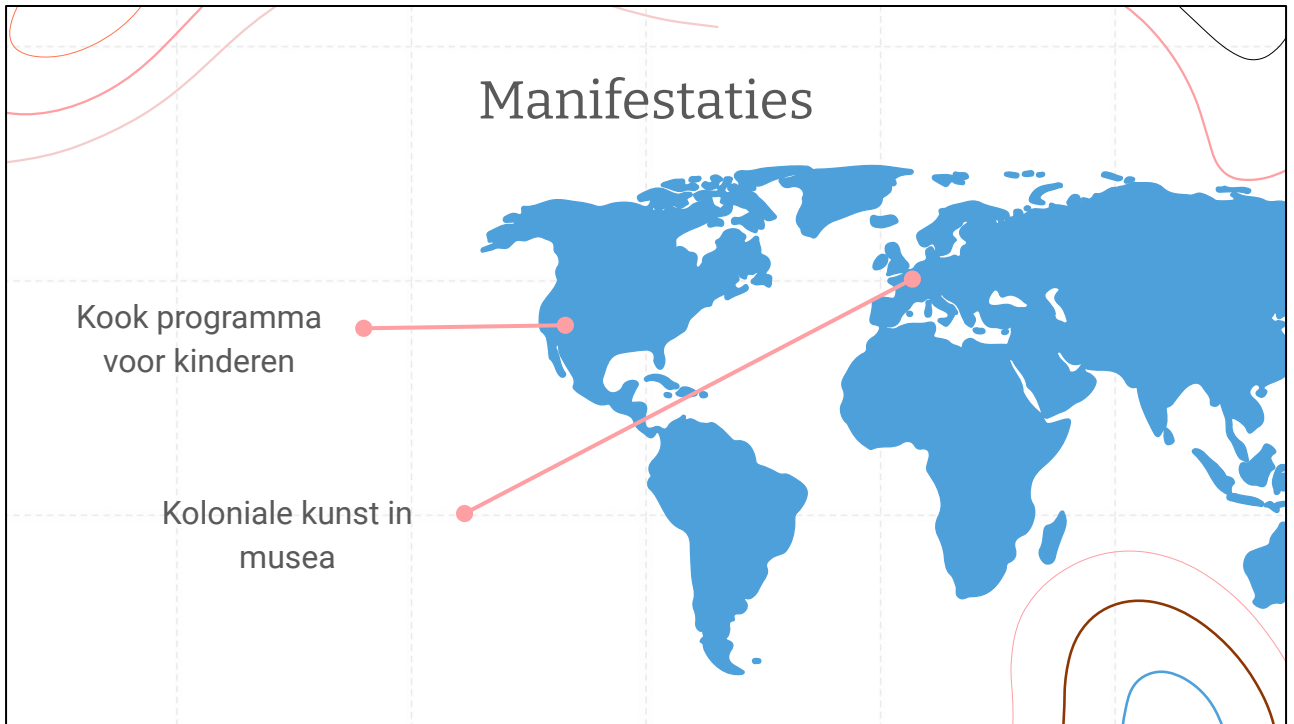 Manifestaties
Kook programma
voor kinderen
Koloniale kunst in
musea